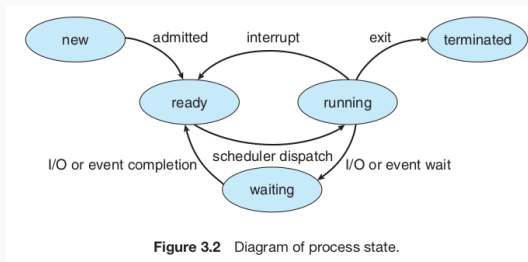 new
admitted
interrupt
exit
terminated
ready
running
I/O or event completion
scheduler dispatch
I/O or event wait
waiting
Figure 3.2 Diagram of process state.